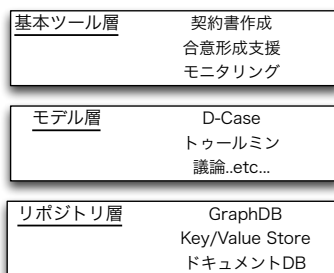 基本ツール層 契約書作成
合意形成支援
モニタリング
モデル層 D-Case
トゥールミン
議論..etc...
リポジトリ層 GraphDB
Key/Value Store
ドキュメントDB